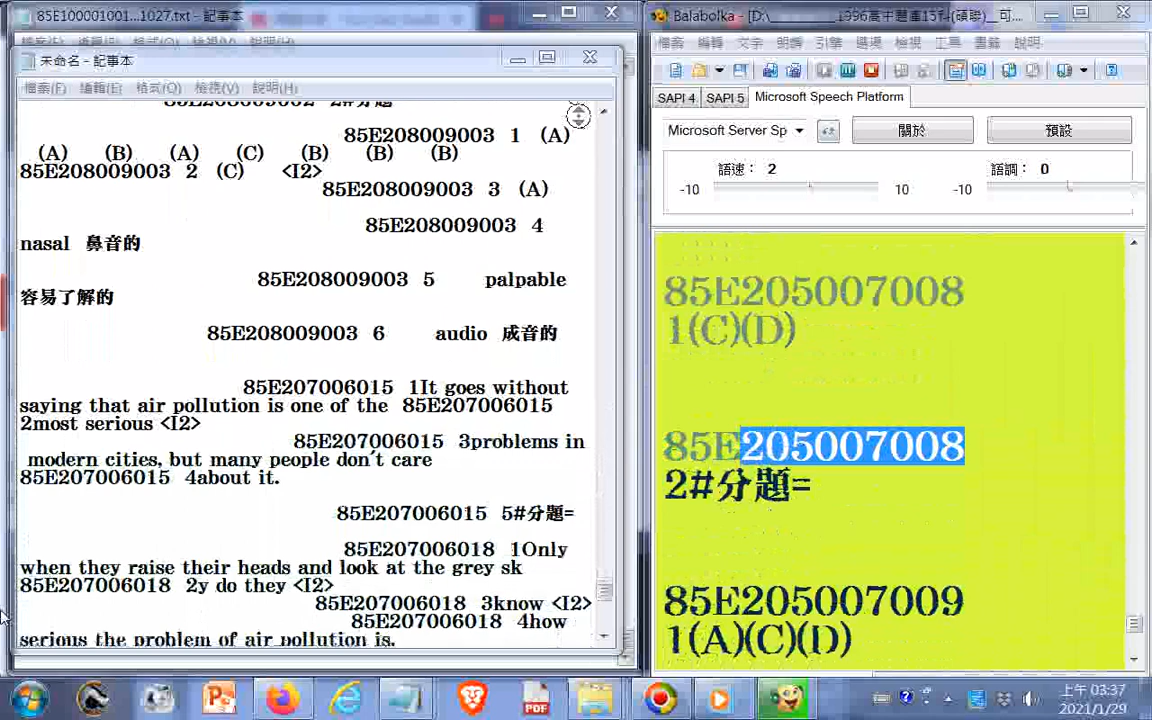 85E100001001...1027.txt - 記事本
未命名 - 記事本
檔案(F) 編輯(E) 格式(O) 檢視(V) 說明(H)
85E208009003 1 (A)
(A) (B) (A) (C) (B) (B) (B)
85E208009003 2 (C) <I2>
85E208009003 3 (A)
85E208009003 4
nasal 鼻音的
85E208009003 5 palpable
容易了解的
85E208009003 6 audio 成音的
85E207006015 1It goes without
saying that air pollution is one of the 85E207006015
2most serious <I2>
85E207006015 3problems in
modern cities, but many people don't care
85E207006015 4about it.
85E207006015 5#分題=
85E207006018 1Only
when they raise their heads and look at the grey sk
85E207006018 2y do they <I2>
85E207006018 3know <I2>
85E207006018 4how
serious the problem of air pollution is.
Balabolka - [D:\
檔案 編輯 文字 朗讀 引擎 選項 檢視 工具 書籤 說明
SAPI 4 SAPI 5 Microsoft Speech Platform
Microsoft Server Sp 關於 預設
語速： 2 語調： 0
-10 10 -10
85E205007008
1(C)(D)
85E205007008
2#分題=
85E205007009
1(A)(C)(D)
PDF
上午 03:37
2021/1/29